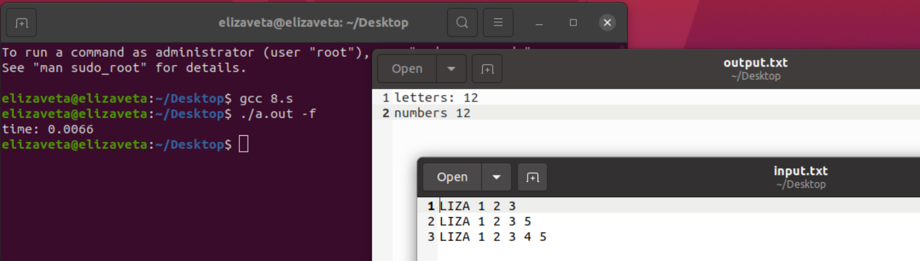 elizaveta@elizaveta: ~/Desktop
To run a command as administrator (user "root"),
See "man sudo_root" for details.
elizaveta@elizaveta:~/Desktop$ gcc 8.s
elizaveta@elizaveta:~/Desktop$ ./a.out -f
time: 0.0066
elizaveta@elizaveta:~/Desktop$
Open
output.txt
~/Desktop
1 letters: 12
2 numbers 12
Open
input.txt
~/Desktop
1 LIZA 1 2 3
2 LIZA 1 2 3 5
3 LIZA 1 2 3 4 5